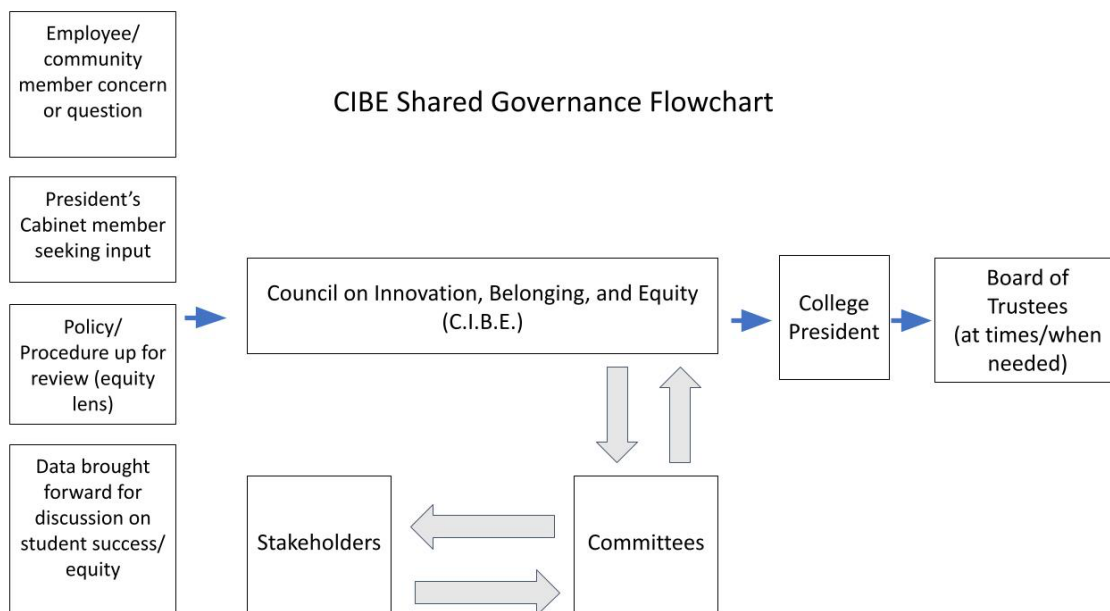 Employee/
community
member concern
or question
CIBE Shared Governance Flowchart
President’s
Cabinet member
seeking input
Policy/
Procedure up for
review (equity
lens)
Data brought
forward for
discussion on
student success/
equity
Council on Innovation, Belonging, and Equity
(C.I.B.E.)
College
President
Board of
Trustees
(at times/when
needed)
Stakeholders
Committees